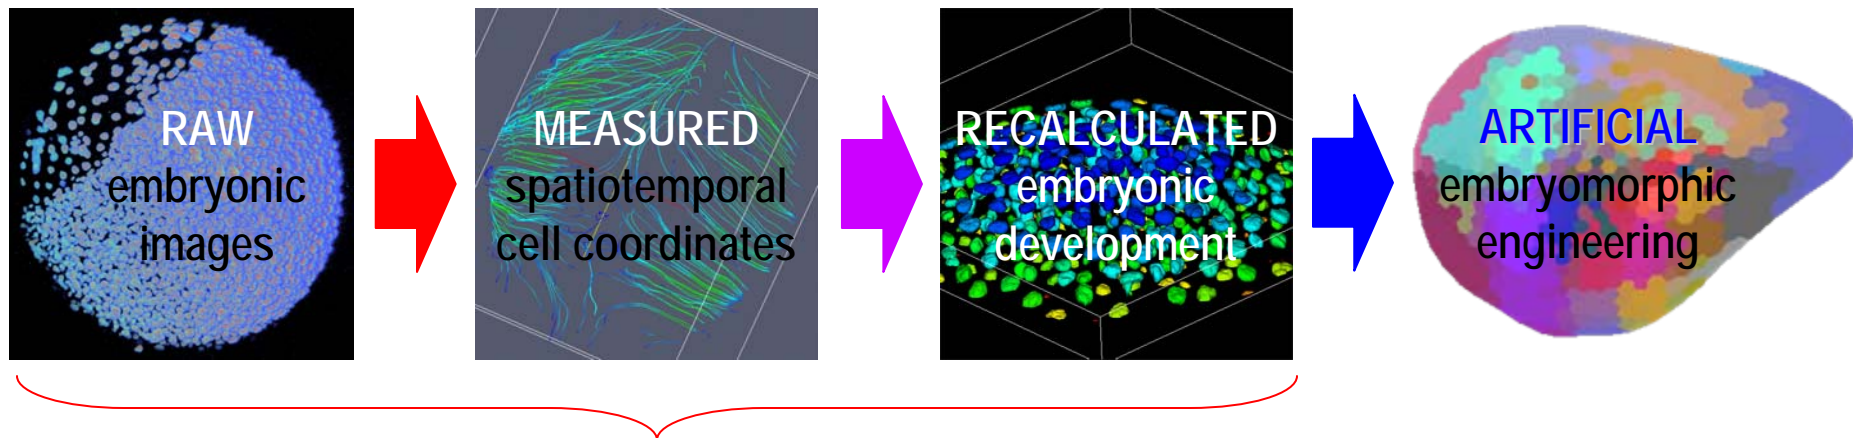 RAW
embryonic
images
MEASURED
spatiotemporal
cell coordinates
RECALCULATED
embryonic
development
ARTIFICIAL
embryomorphic
engineering